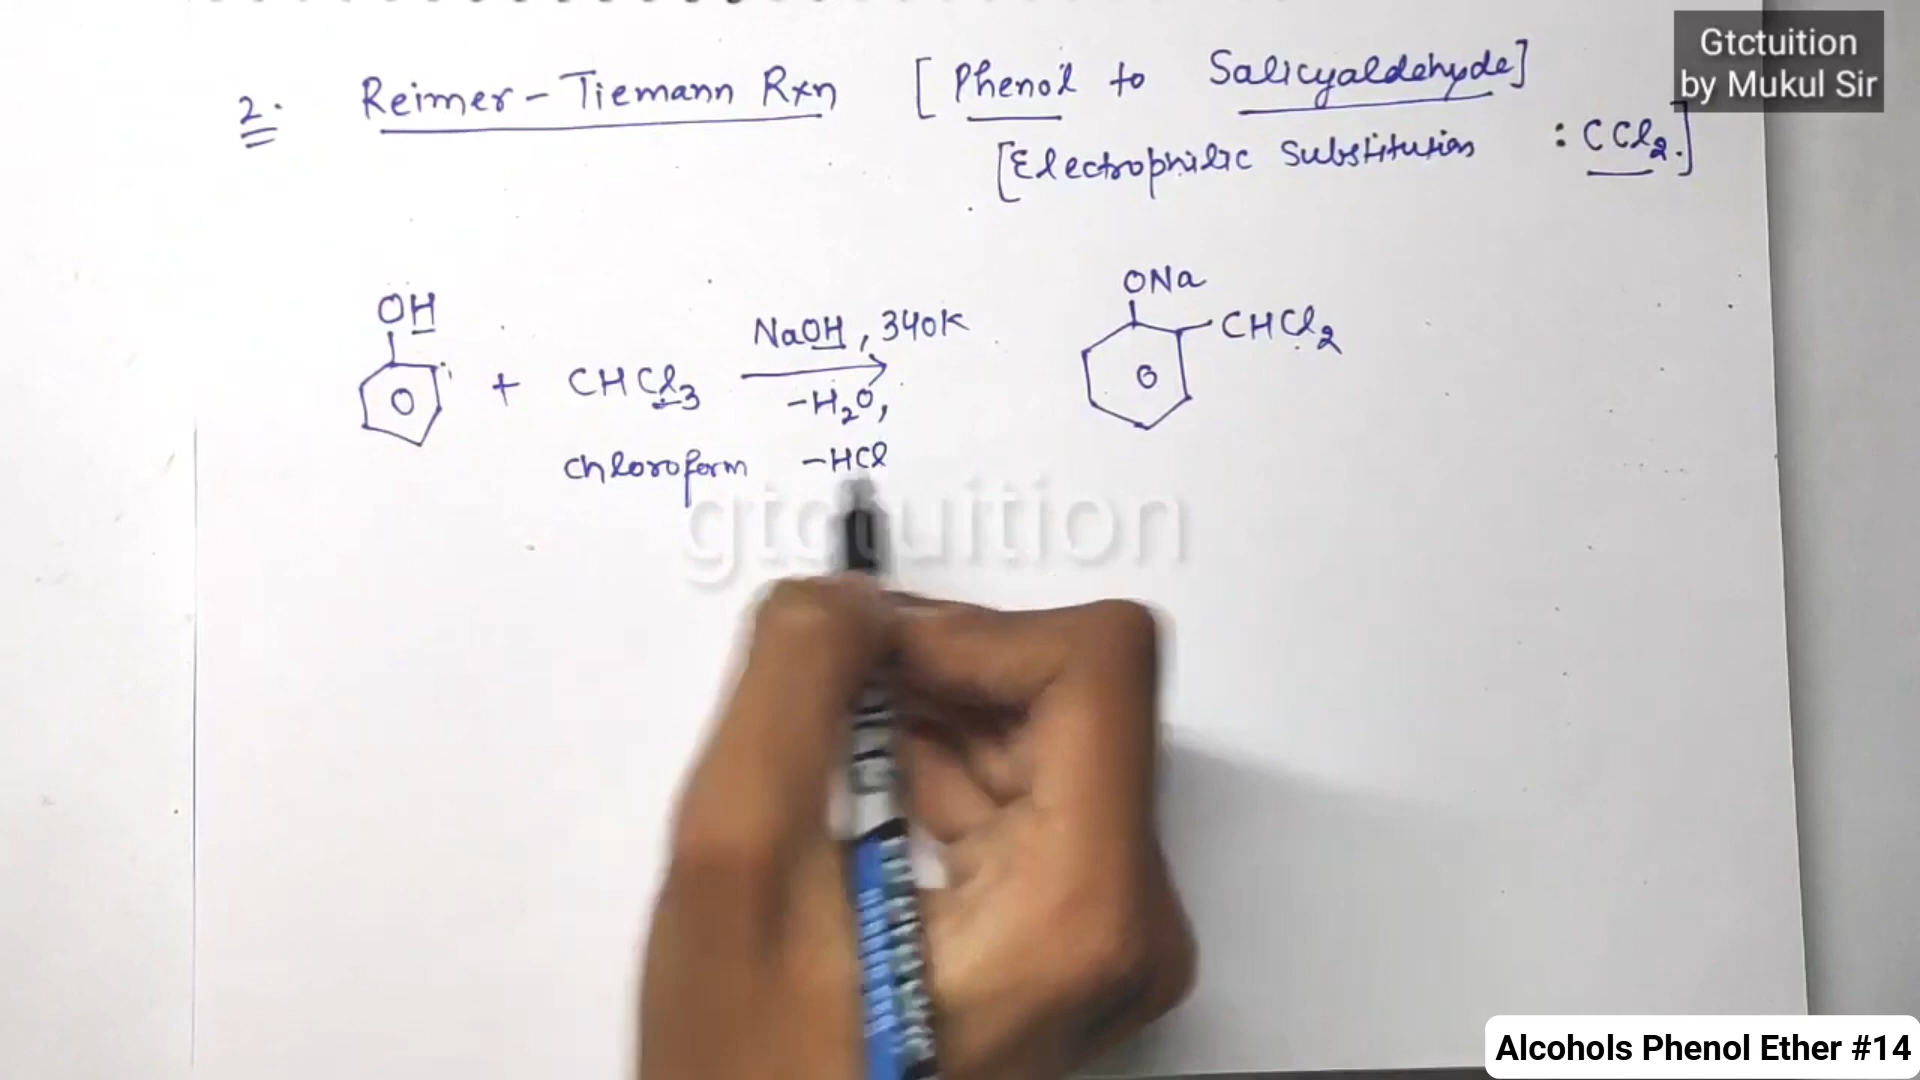 Gtctuition
by Mukul Sir
2. Reimer-Tiemann Rxn [Phenol to Salicyaldehyde]
[Electrophilic Substitution :CCl2.]
OH
+ CHCl3
chloroform
NaOH, 340K
-H2O,
-HCl
ONa
CHCl2
gtctuition
Alcohols Phenol Ether #14